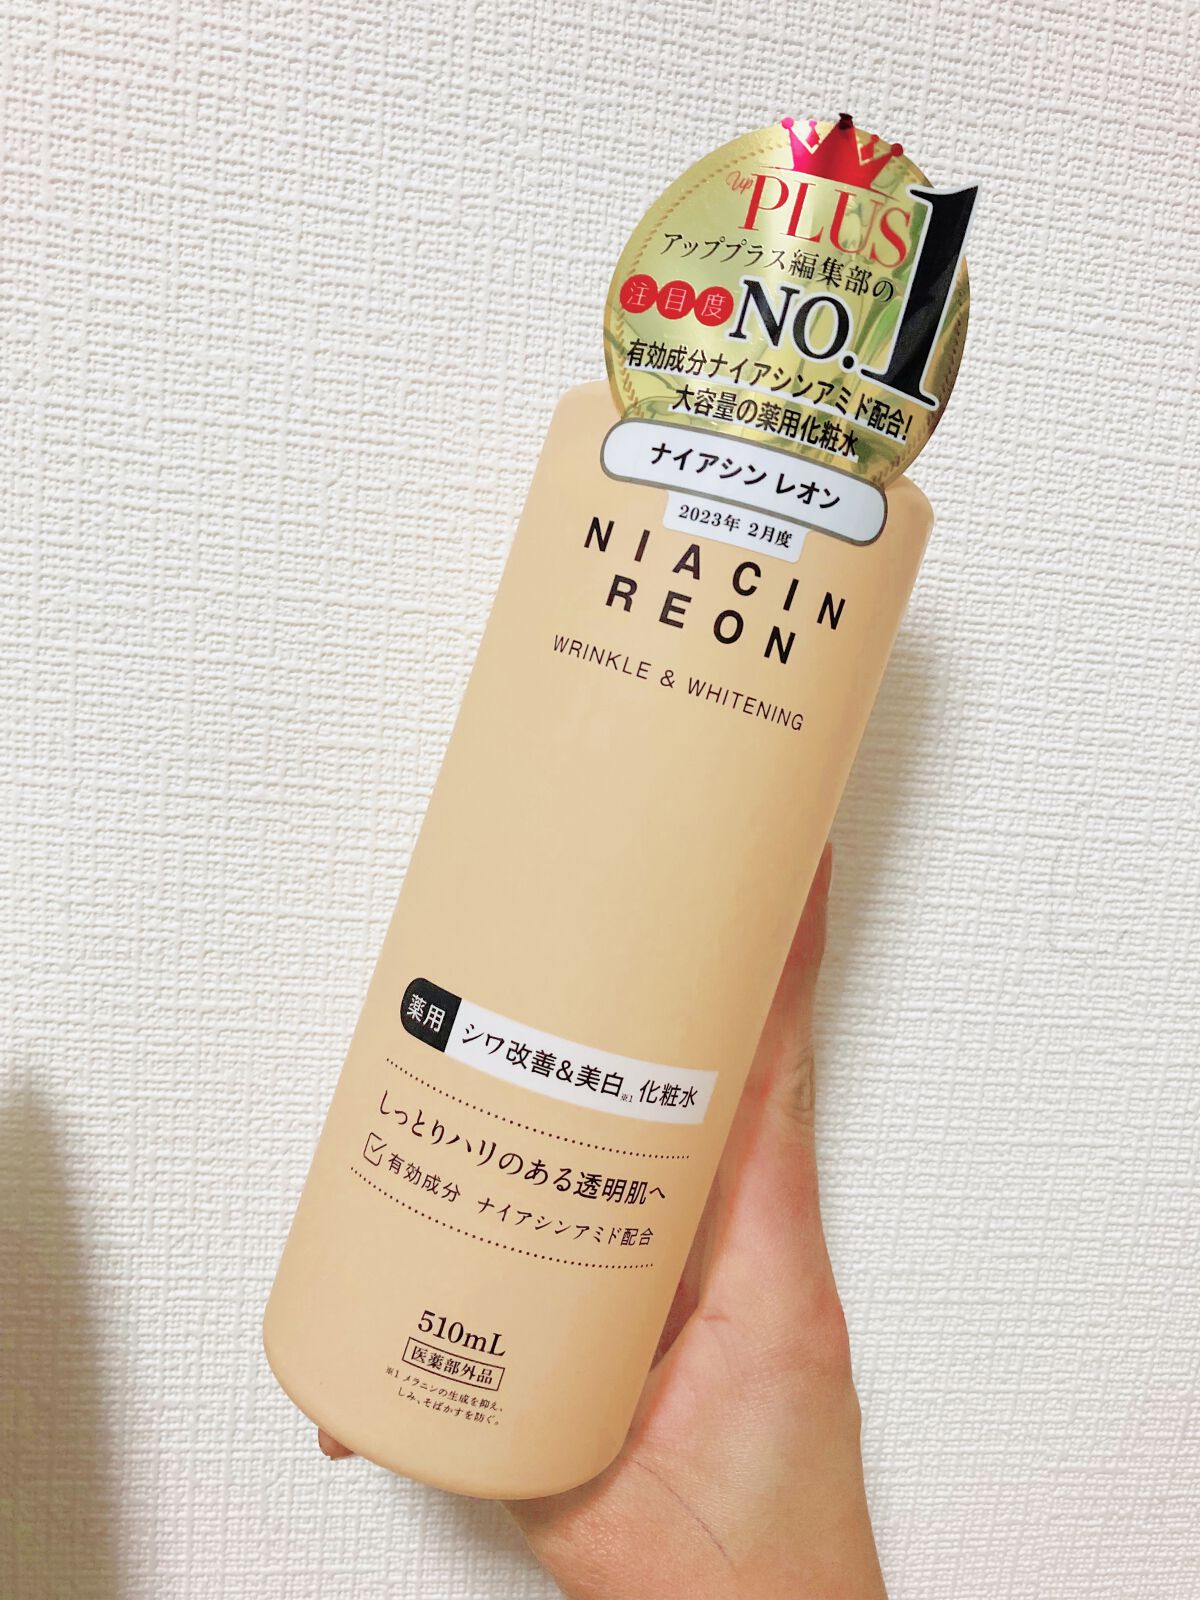 up
PLUS
アッププラス編集部の
注目度 NO.1
有効成分ナイアシンアミド配合!
大容量の薬用化粧水
ナイアシン レオン
2023年 2月度
NIACIN
REON
WRINKLE & WHITENING
薬用 シワ改善&美白※1 化粧水
しっとりハリのある透明肌へ
有効成分 ナイアシンアミド配合
510mL
医薬部外品
※1 メラニンの生成を抑え、
しみ、そばかすを防ぐ。